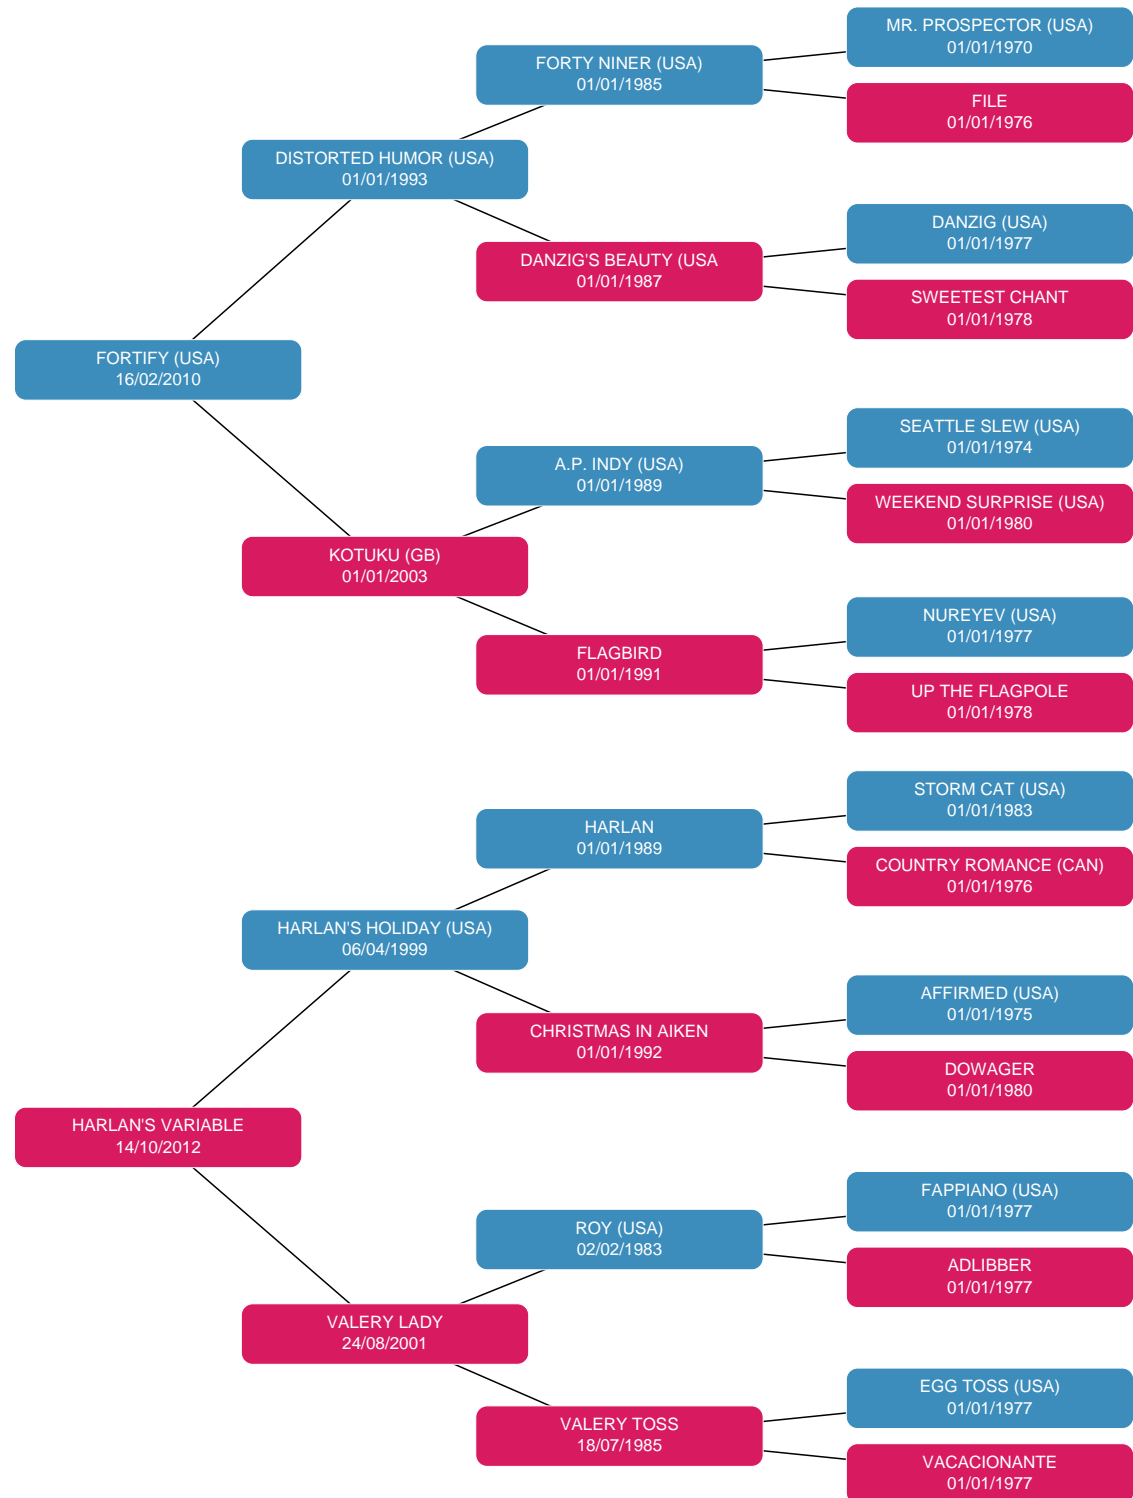 MR. PROSPECTOR (USA)
01/01/1970
FORTY NINER (USA)
01/01/1985
FILE
01/01/1976
DISTORTED HUMOR (USA)
01/01/1993
DANZIG (USA)
01/01/1977
DANZIG'S BEAUTY (USA
01/01/1987
SWEETEST CHANT
01/01/1978
FORTIFY (USA)
16/02/2010
SEATTLE SLEW (USA)
01/01/1974
A.P. INDY (USA)
01/01/1989
WEEKEND SURPRISE (USA)
01/01/1980
KOTUKU (GB)
01/01/2003
NUREYEV (USA)
01/01/1977
FLAGBIRD
01/01/1991
UP THE FLAGPOLE
01/01/1978
STORM CAT (USA)
01/01/1983
HARLAN
01/01/1989
COUNTRY ROMANCE (CAN)
01/01/1976
HARLAN'S HOLIDAY (USA)
06/04/1999
AFFIRMED (USA)
01/01/1975
CHRISTMAS IN AIKEN
01/01/1992
DOWAGER
01/01/1980
HARLAN'S VARIABLE
14/10/2012
FAPPIANO (USA)
01/01/1977
ROY (USA)
02/02/1983
ADLIBBER
01/01/1977
VALERY LADY
24/08/2001
EGG TOSS (USA)
01/01/1977
VALERY TOSS
18/07/1985
VACACIONANTE
01/01/1977